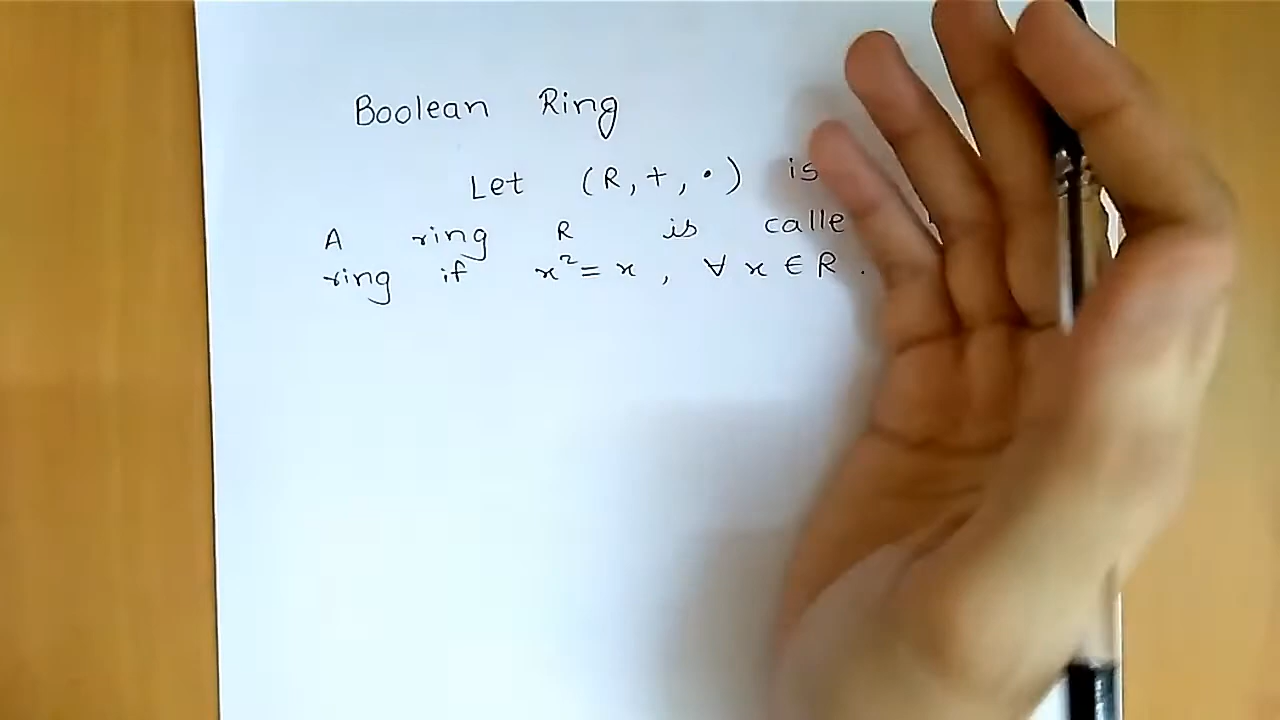 Boolean Ring
Let (R, +, •) is
A ring R is calle
ring if x² = x , ∀ x ∈ R .